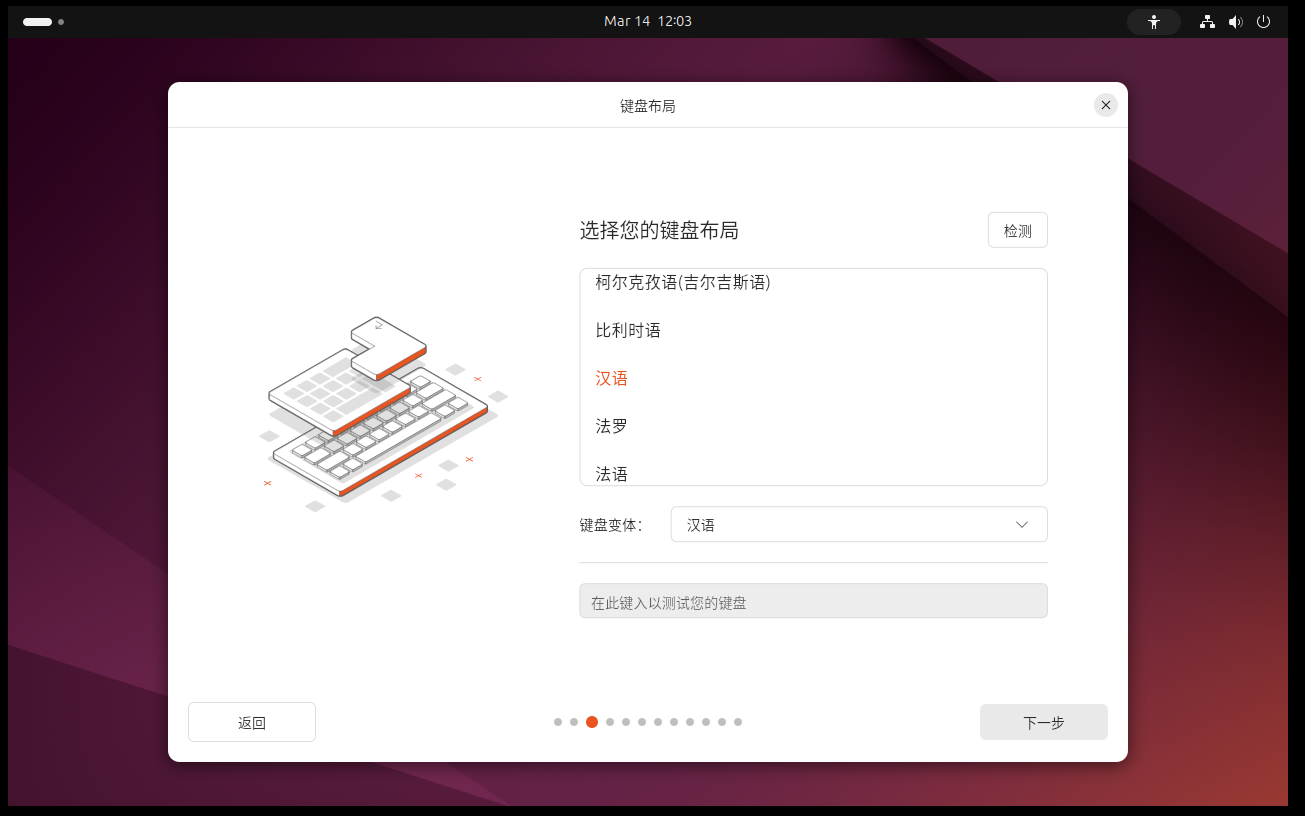 Mar 14 12:03
键盘布局
选择您的键盘布局
检测
柯尔克孜语(吉尔吉斯语)
比利时语
汉语
法罗
法语
键盘变体：
汉语
在此键入以测试您的键盘
返回
下一步